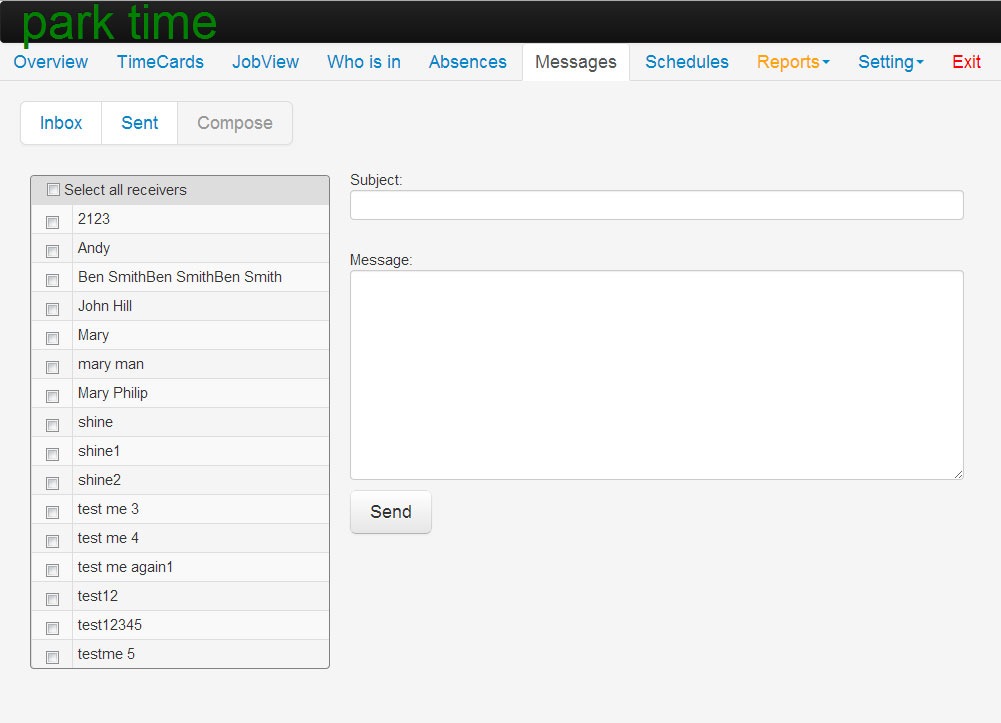 park time
Overview TimeCards JobView Who is in Absences Messages Schedules Reports Setting Exit
Inbox Sent Compose
Select all receivers
2123
Andy
Ben SmithBen SmithBen Smith
John Hill
Mary
mary man
Mary Philip
shine
shine1
shine2
test me 3
test me 4
test me again1
test12
test12345
testme 5
Subject:
Message:
Send